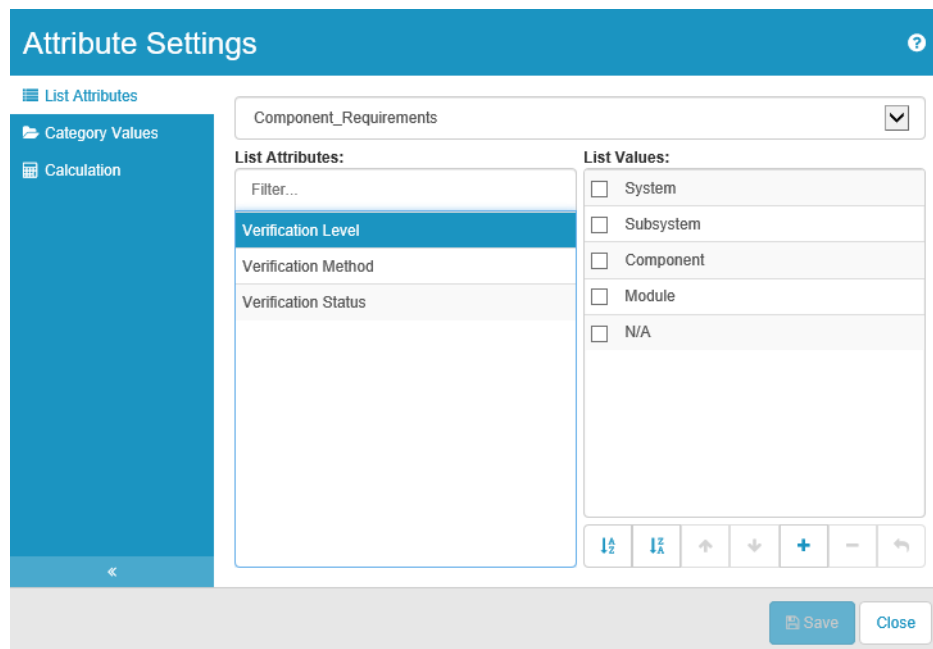 Attribute Settings
List Attributes
Category Values
Calculation
Component_Requirements
List Attributes:
Filter...
Verification Level
Verification Method
Verification Status
List Values:
System
Subsystem
Component
Module
N/A
Save
Close